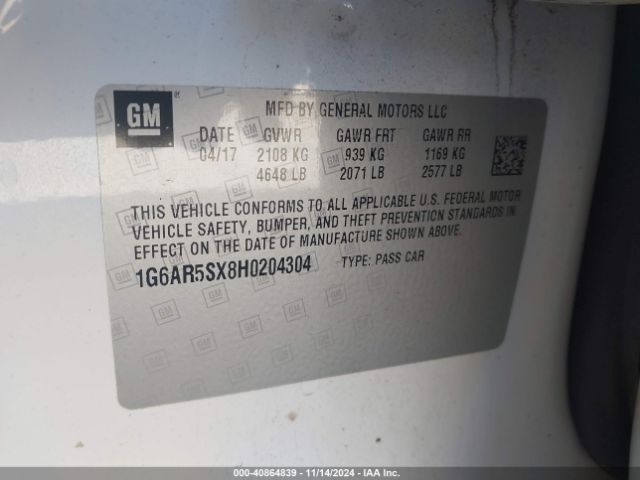 GM
MFD BY GENERAL MOTORS LLC
DATE GVWR GAWR FRT GAWR RR
04/17 2108 KG 939 KG 1169 KG
4648 LB 2071 LB 2577 LB
THIS VEHICLE CONFORMS TO ALL APPLICABLE U.S. FEDERAL MOTOR
VEHICLE SAFETY, BUMPER, AND THEFT PREVENTION STANDARDS IN
EFFECT ON THE DATE OF MANUFACTURE SHOWN ABOVE.
1G6AR5SX8H0204304 TYPE: PASS CAR
000-40864839 - 11/14/2024 - IAA Inc.